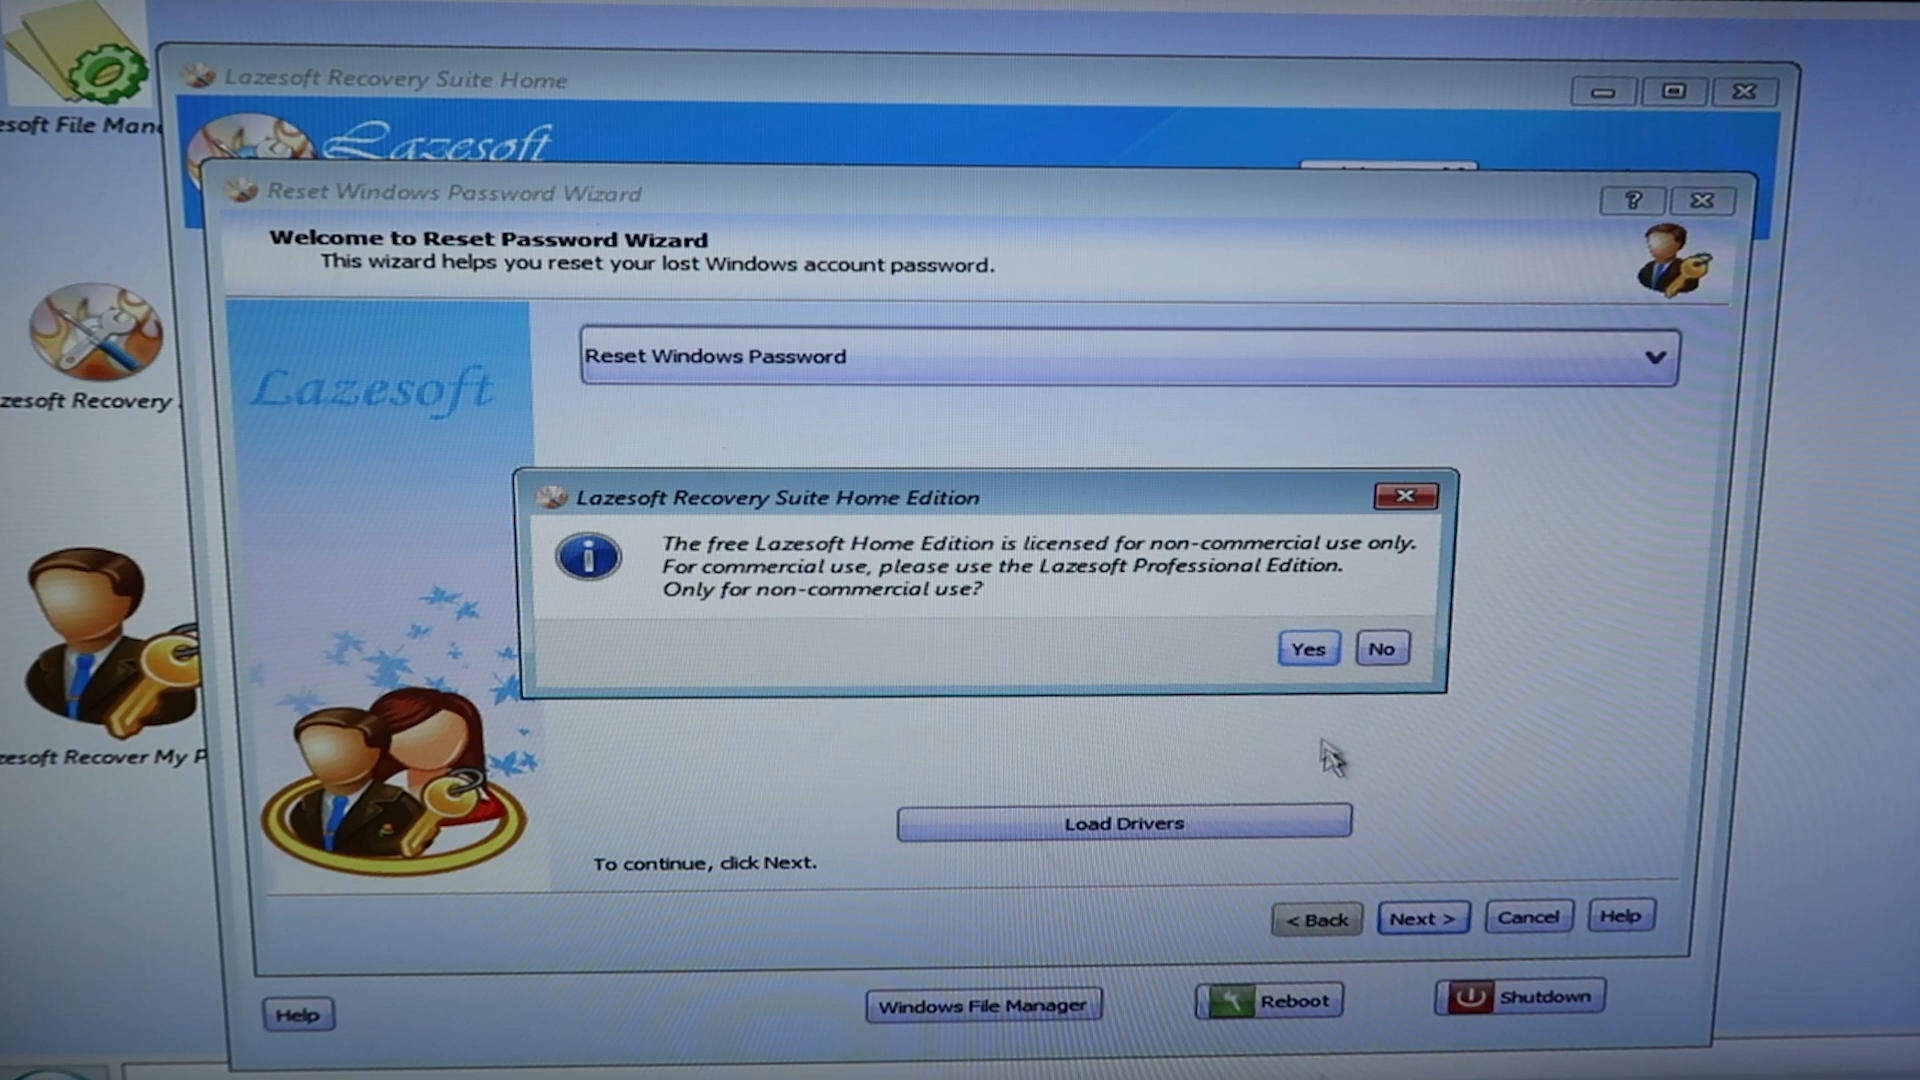 Lazesoft Recovery Suite Home
esoft File Man
Lazesoft
Reset Windows Password Wizard
?
Welcome to Reset Password Wizard
This wizard helps you reset your lost Windows account password.
Reset Windows Password
Lazesoft
zesoft Recovery
Lazesoft Recovery Suite Home Edition
i
The free Lazesoft Home Edition is licensed for non-commercial use only.
For commercial use, please use the Lazesoft Professional Edition.
Only for non-commercial use?
Yes No
zesoft Recover My P
Load Drivers
To continue, click Next.
< Back Next > Cancel Help
Help Windows File Manager Reboot Shutdown